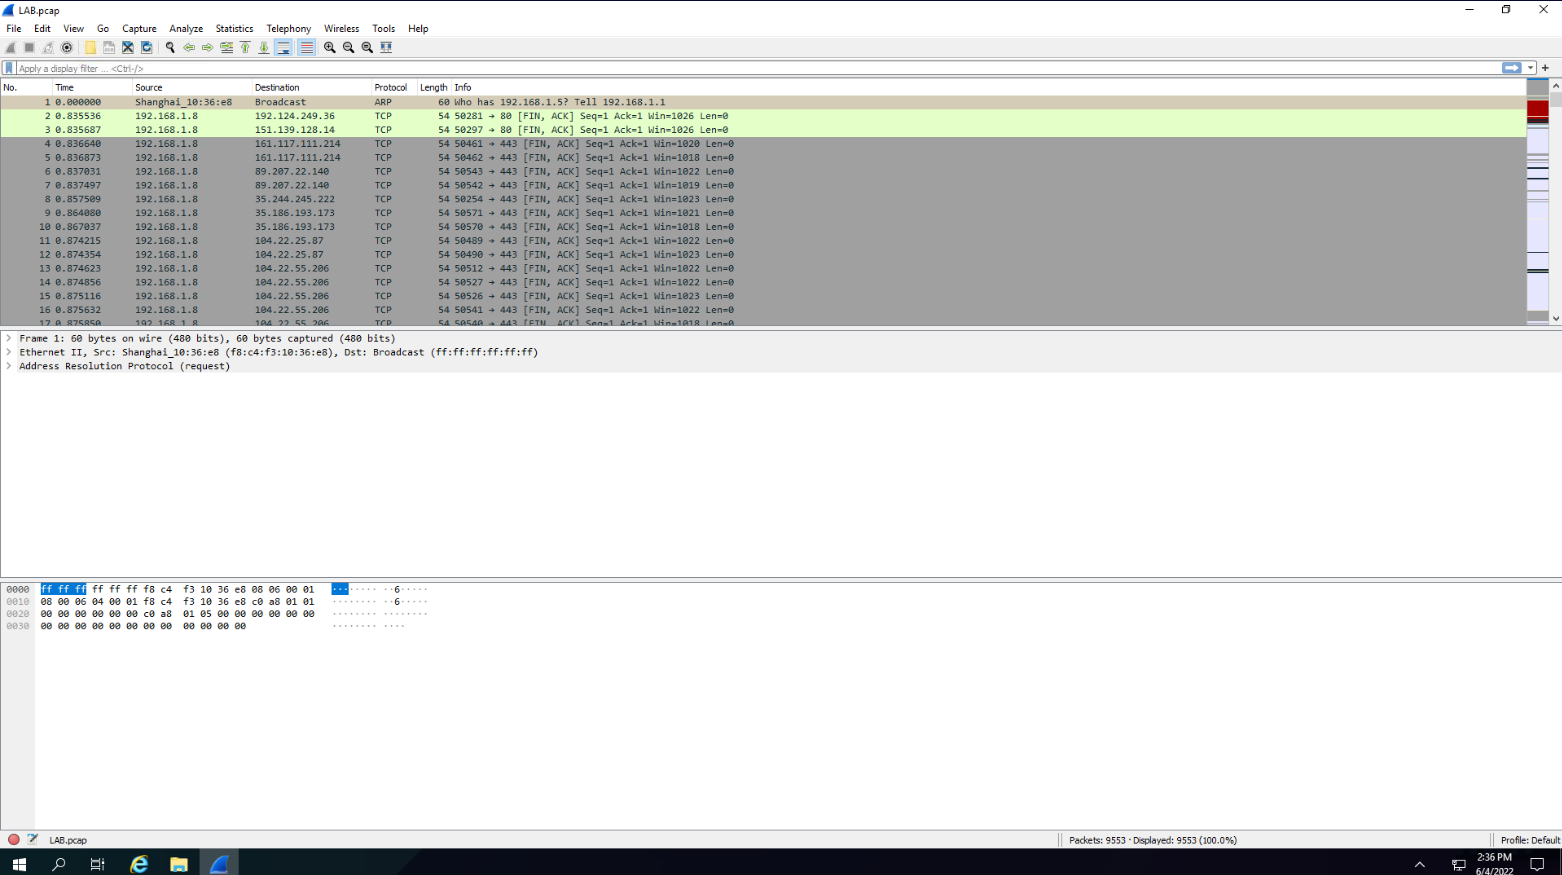 LAB.pcap
File Edit View Go Capture Analyze Statistics Telephony Wireless Tools Help
Apply a display filter ... <Ctrl-/>
No. Time Source Destination Protocol Length Info
1 0.000000 Shanghai_10:36:e8 Broadcast ARP 60 Who has 192.168.1.5? Tell 192.168.1.1
2 0.835536 192.168.1.8 192.124.249.36 TCP 54 50281 → 80 [FIN, ACK] Seq=1 Ack=1 Win=1026 Len=0
3 0.835687 192.168.1.8 151.139.128.14 TCP 54 50297 → 80 [FIN, ACK] Seq=1 Ack=1 Win=1026 Len=0
4 0.836640 192.168.1.8 161.117.111.214 TCP 54 50461 → 443 [FIN, ACK] Seq=1 Ack=1 Win=1020 Len=0
5 0.836873 192.168.1.8 161.117.111.214 TCP 54 50462 → 443 [FIN, ACK] Seq=1 Ack=1 Win=1018 Len=0
6 0.837031 192.168.1.8 89.207.22.140 TCP 54 50543 → 443 [FIN, ACK] Seq=1 Ack=1 Win=1022 Len=0
7 0.837497 192.168.1.8 89.207.22.140 TCP 54 50542 → 443 [FIN, ACK] Seq=1 Ack=1 Win=1019 Len=0
8 0.857509 192.168.1.8 35.244.245.222 TCP 54 50254 → 443 [FIN, ACK] Seq=1 Ack=1 Win=1023 Len=0
9 0.864080 192.168.1.8 35.186.193.173 TCP 54 50571 → 443 [FIN, ACK] Seq=1 Ack=1 Win=1021 Len=0
10 0.867037 192.168.1.8 35.186.193.173 TCP 54 50570 → 443 [FIN, ACK] Seq=1 Ack=1 Win=1018 Len=0
11 0.874215 192.168.1.8 104.22.25.87 TCP 54 50489 → 443 [FIN, ACK] Seq=1 Ack=1 Win=1022 Len=0
12 0.874354 192.168.1.8 104.22.25.87 TCP 54 50490 → 443 [FIN, ACK] Seq=1 Ack=1 Win=1023 Len=0
13 0.874623 192.168.1.8 104.22.55.206 TCP 54 50512 → 443 [FIN, ACK] Seq=1 Ack=1 Win=1022 Len=0
14 0.874856 192.168.1.8 104.22.55.206 TCP 54 50527 → 443 [FIN, ACK] Seq=1 Ack=1 Win=1022 Len=0
15 0.875116 192.168.1.8 104.22.55.206 TCP 54 50526 → 443 [FIN, ACK] Seq=1 Ack=1 Win=1023 Len=0
16 0.875632 192.168.1.8 104.22.55.206 TCP 54 50541 → 443 [FIN, ACK] Seq=1 Ack=1 Win=1022 Len=0
17 0.875850 192.168.1.8 104.22.55.206 TCP 54 50540 → 443 [FIN, ACK] Seq=1 Ack=1 Win=1018 Len=0
Frame 1: 60 bytes on wire (480 bits), 60 bytes captured (480 bits)
Ethernet II, Src: Shanghai_10:36:e8 (f8:c4:f3:10:36:e8), Dst: Broadcast (ff:ff:ff:ff:ff:ff)
Address Resolution Protocol (request)
0000 ff ff ff ff ff ff f8 c4 f3 10 36 e8 08 06 00 01 ········ ··6·····
0010 08 00 06 04 00 01 f8 c4 f3 10 36 e8 c0 a8 01 01 ········ ··6·····
0020 00 00 00 00 00 00 c0 a8 01 05 00 00 00 00 00 00 ········ ········
0030 00 00 00 00 00 00 00 00 00 00 00 00 ········ ····
LAB.pcap Packets: 9553 · Displayed: 9553 (100.0%) Profile: Default
2:36 PM
6/4/2022